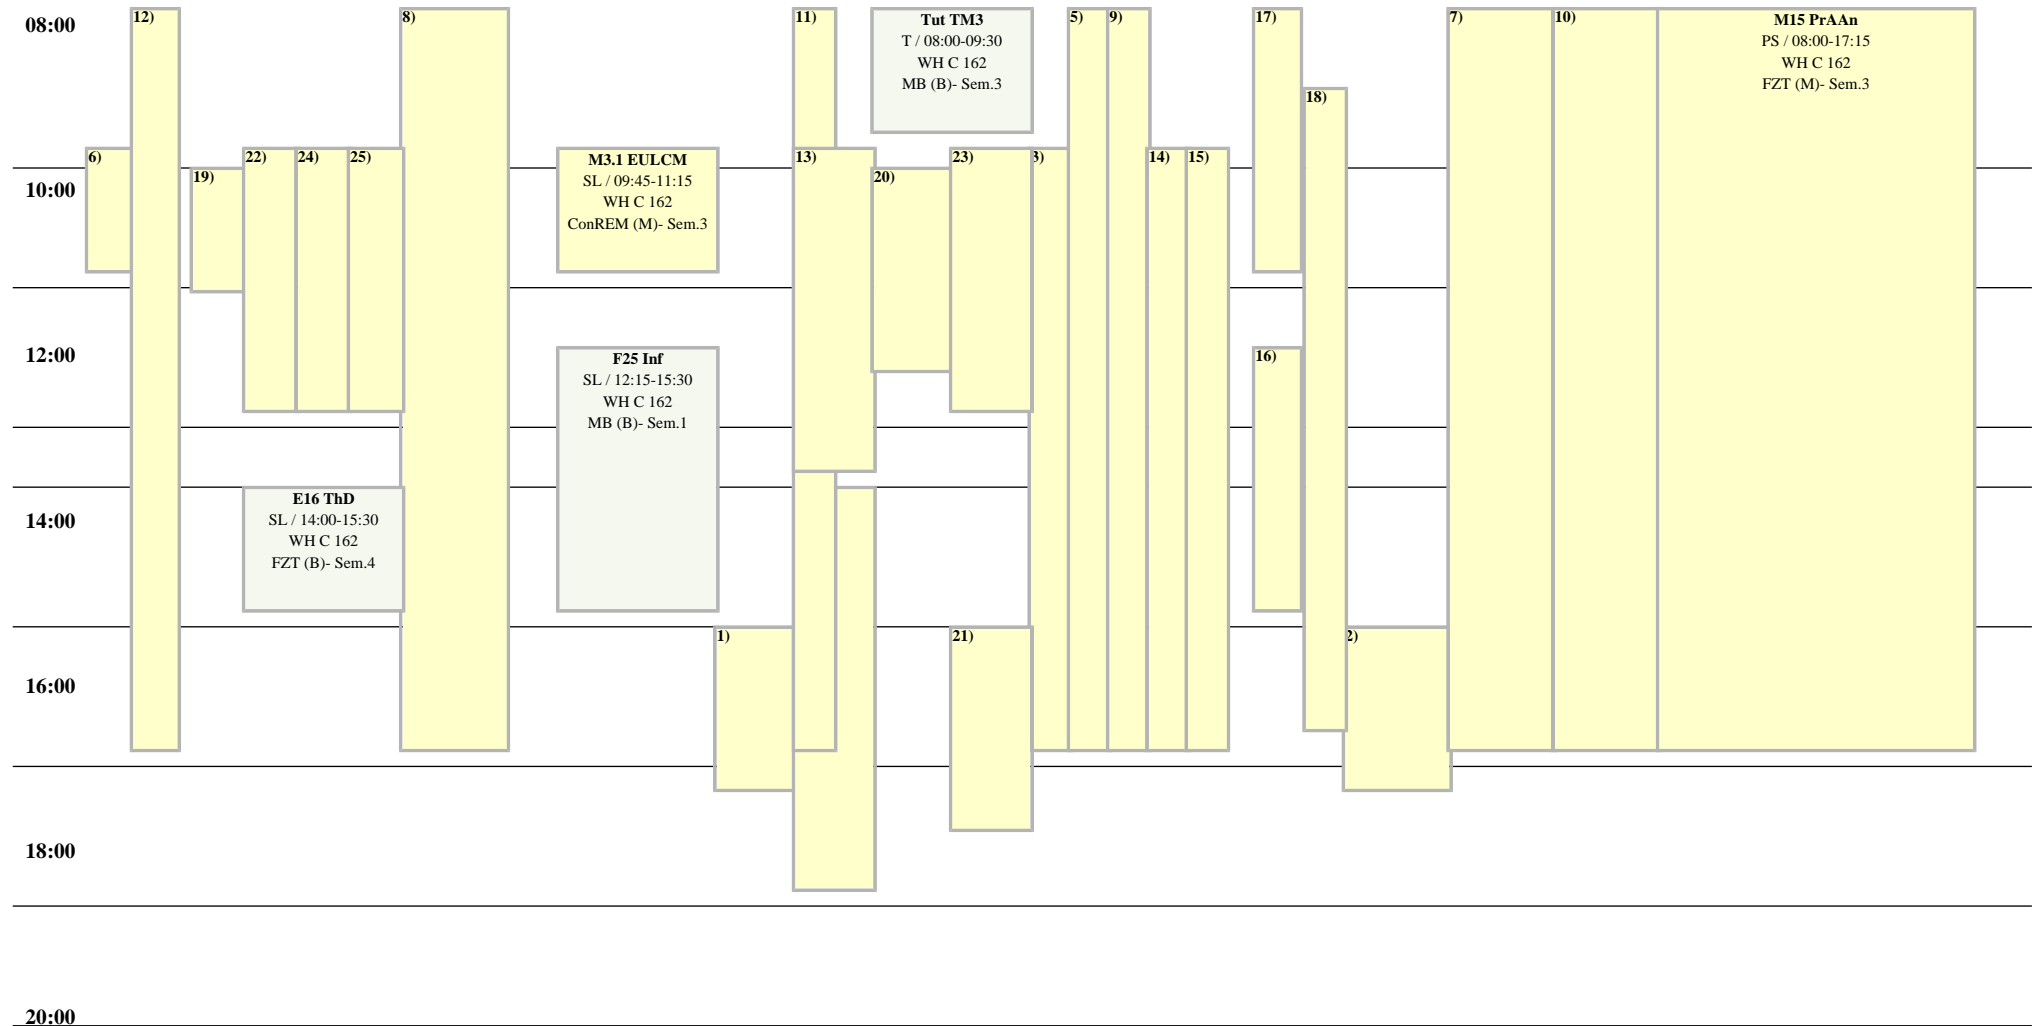 08:00
12)
8)
11)
Tut TM3
T / 08:00-09:30
WH C 162
MB (B)- Sem.3
5)
9)
17)
7)
10)
M15 PrAAn
PS / 08:00-17:15
WH C 162
FZT (M)- Sem.3
18)
6)
22)
24)
25)
M3.1 EULCM
SL / 09:45-11:15
WH C 162
ConREM (M)- Sem.3
13)
23)
3)
14)
15)
19)
20)
10:00
12:00
F25 Inf
SL / 12:15-15:30
WH C 162
MB (B)- Sem.1
16)
E16 ThD
SL / 14:00-15:30
WH C 162
FZT (B)- Sem.4
14:00
1)
21)
2)
16:00
18:00
20:00